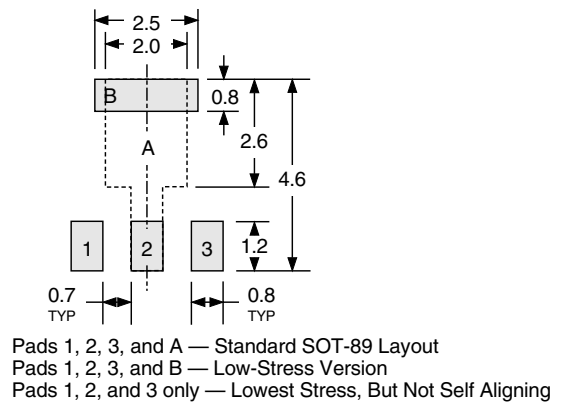 2.5
2.0
B
0.8
A
2.6
4.6
1
2
3
1.2
0.7
TYP
0.8
TYP
Pads 1, 2, 3, and A — Standard SOT-89 Layout
Pads 1, 2, 3, and B — Low-Stress Version
Pads 1, 2, and 3 only — Lowest Stress, But Not Self Aligning